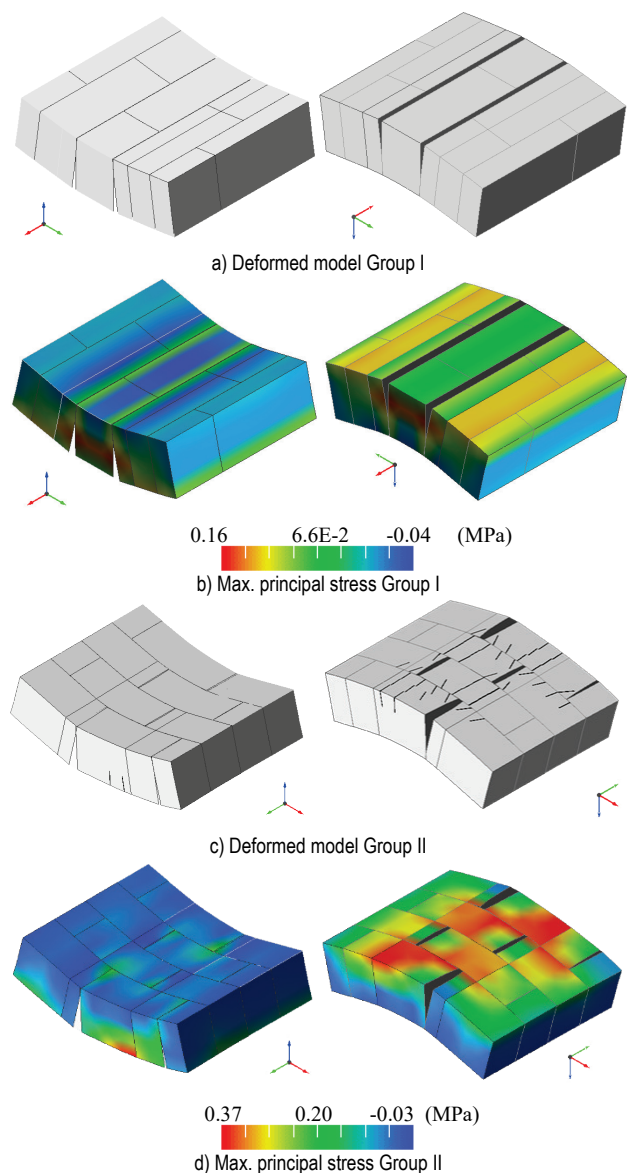 a) Deformed model Group I
0.16 6.6E-2 -0.04 (MPa)
b) Max. principal stress Group I
c) Deformed model Group II
0.37 0.20 -0.03 (MPa)
d) Max. principal stress Group II